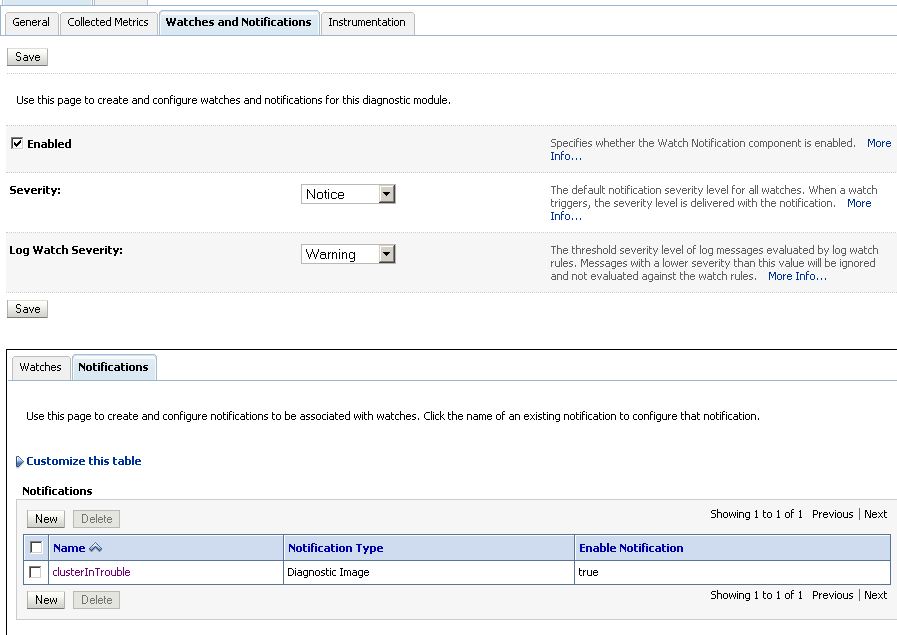 General Collected Metrics Watches and Notifications Instrumentation
Save
Use this page to create and configure watches and notifications for this diagnostic module.
Enabled
Specifies whether the Watch Notification component is enabled. More
Info...
Severity:
Notice
The default notification severity level for all watches. When a watch
triggers, the severity level is delivered with the notification. More
Info...
Log Watch Severity:
Warning
The threshold severity level of log messages evaluated by log watch
rules. Messages with a lower severity than this value will be ignored
and not evaluated against the watch rules. More Info...
Save
Watches Notifications
Use this page to create and configure notifications to be associated with watches. Click the name of an existing notification to configure that notification.
Customize this table
Notifications
New Delete Showing 1 to 1 of 1 Previous | Next
Name Notification Type Enable Notification
clusterInTrouble Diagnostic Image true
New Delete Showing 1 to 1 of 1 Previous | Next